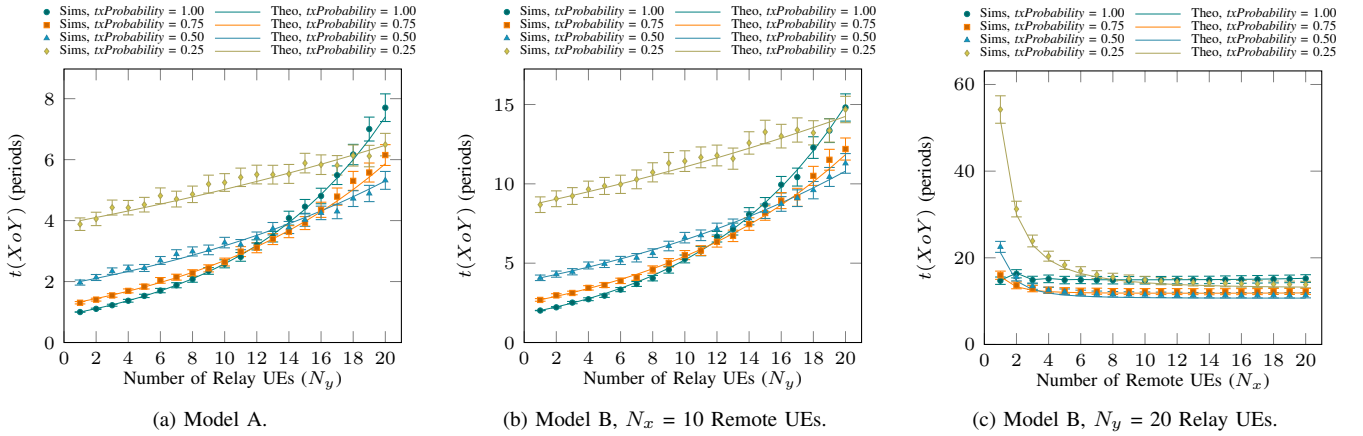 Sims, txProbability = 1.00 Theo, txProbability = 1.00
Sims, txProbability = 0.75 Theo, txProbability = 0.75
Sims, txProbability = 0.50 Theo, txProbability = 0.50
Sims, txProbability = 0.25 Theo, txProbability = 0.25
t(XoY) (periods)
8
6
4
2
0
0 2 4 6 8 10 12 14 16 18 20
Number of Relay UEs (N_y)
(a) Model A.
Sims, txProbability = 1.00 Theo, txProbability = 1.00
Sims, txProbability = 0.75 Theo, txProbability = 0.75
Sims, txProbability = 0.50 Theo, txProbability = 0.50
Sims, txProbability = 0.25 Theo, txProbability = 0.25
t(XoY) (periods)
15
10
5
0
0 2 4 6 8 10 12 14 16 18 20
Number of Relay UEs (N_y)
(b) Model B, N_x = 10 Remote UEs.
Sims, txProbability = 1.00 Theo, txProbability = 1.00
Sims, txProbability = 0.75 Theo, txProbability = 0.75
Sims, txProbability = 0.50 Theo, txProbability = 0.50
Sims, txProbability = 0.25 Theo, txProbability = 0.25
t(XoY) (periods)
60
40
20
0
0 2 4 6 8 10 12 14 16 18 20
Number of Remote UEs (N_x)
(c) Model B, N_y = 20 Relay UEs.